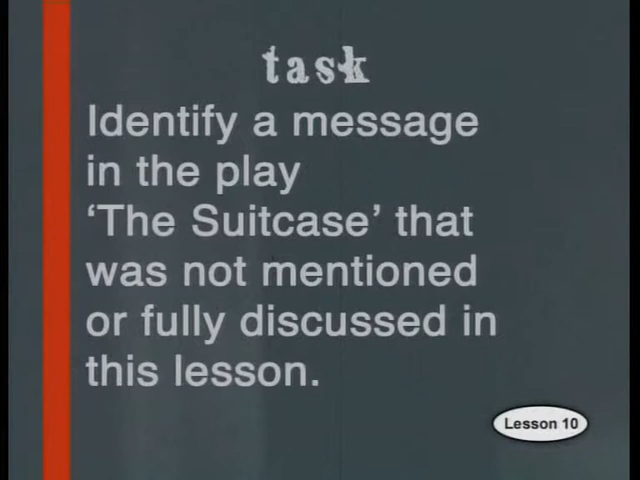 task
Identify a message
in the play
‘The Suitcase’ that
was not mentioned
or fully discussed in
this lesson.
Lesson 10